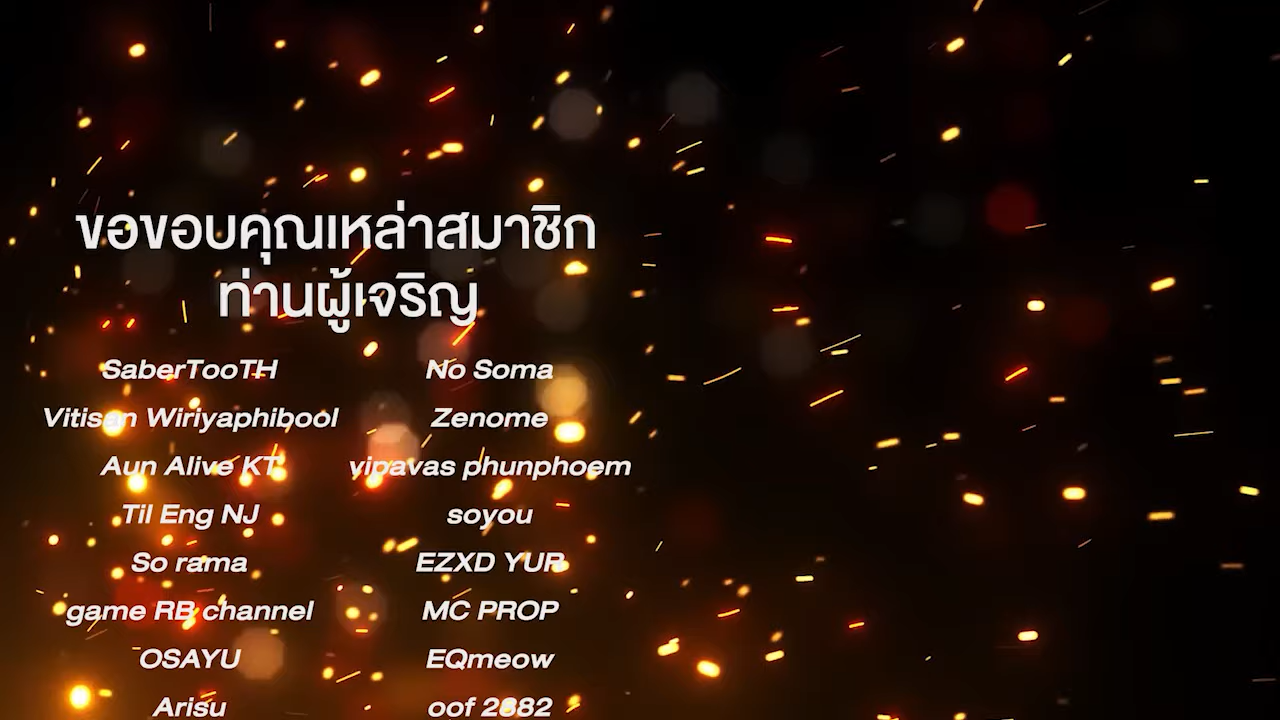 ขอขอบคุณเหล่าสมาชิก
ท่านผู้เจริญ
SaberTooTH No Soma
Vitisan Wiriyaphibool Zenome
Aun Alive KT vipavas phunphoem
Til Eng NJ soyou
So rama EZXD YUR
game RB channel MC PROP
OSAYU EQmeow
Arisu oof 2882